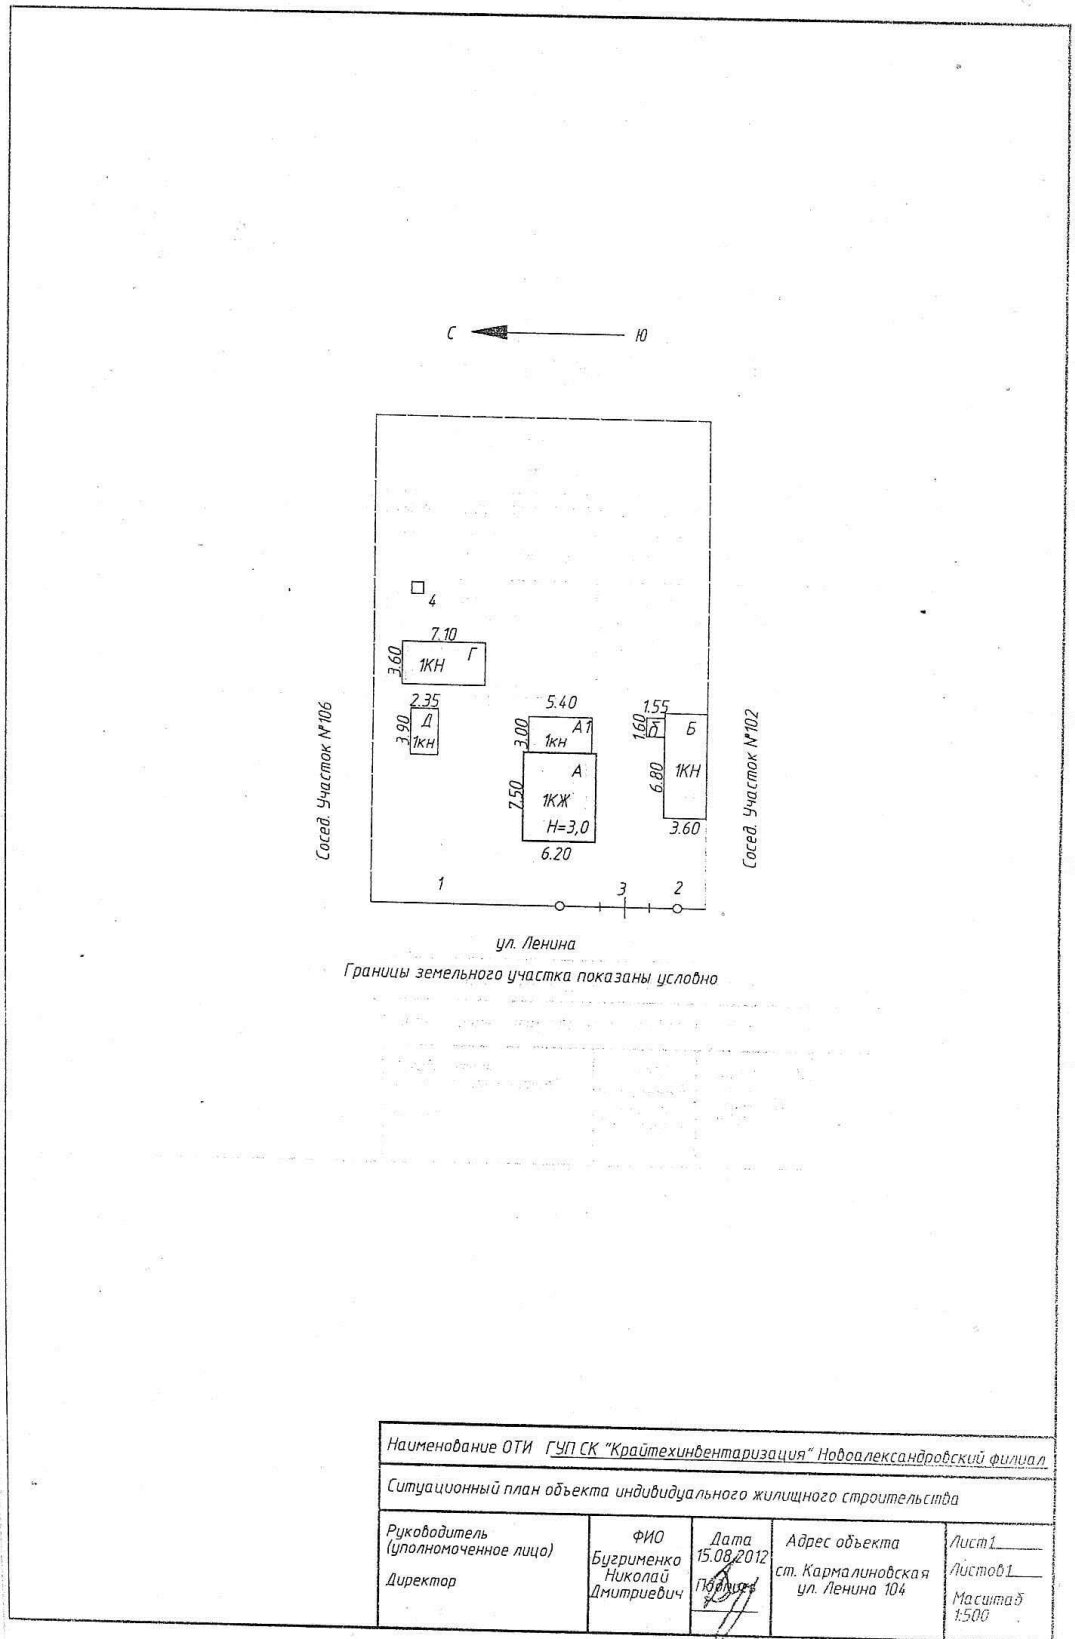 С Ю
4
7.10
3.60 1КН Г
2.35
3.90 Д
1кн
5.40
3.00 А1
1кн
А
7.50 1КЖ
Н=3,0
6.20
1.55
1.60 б Б
6.80 1КН
3.60
Сосед. Участок №106
Сосед. Участок №102
1 3 2
ул. Ленина
Границы земельного участка показаны условно
Наименование ОТИ ГУП СК "Крайтехинвентаризация" Новоалександровский филиал
Ситуационный план объекта индивидуального жилищного строительства
Руководитель
(уполномоченное лицо)
Директор
ФИО
Бугрименко
Николай
Дмитриевич
Дата
15.08.2012
Подпись
Адрес объекта
ст. Кармалиновская
ул. Ленина 104
Лист1
Листов1
Масштаб
1:500